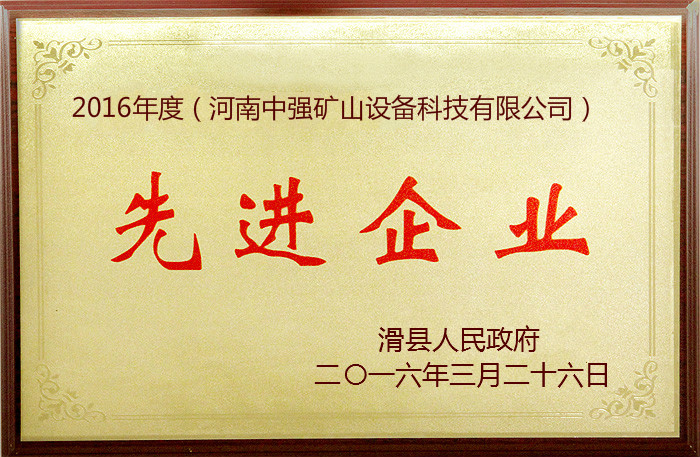 2016年度（河南中强矿山设备科技有限公司）
先进企业
滑县人民政府
二〇一六年三月二十六日